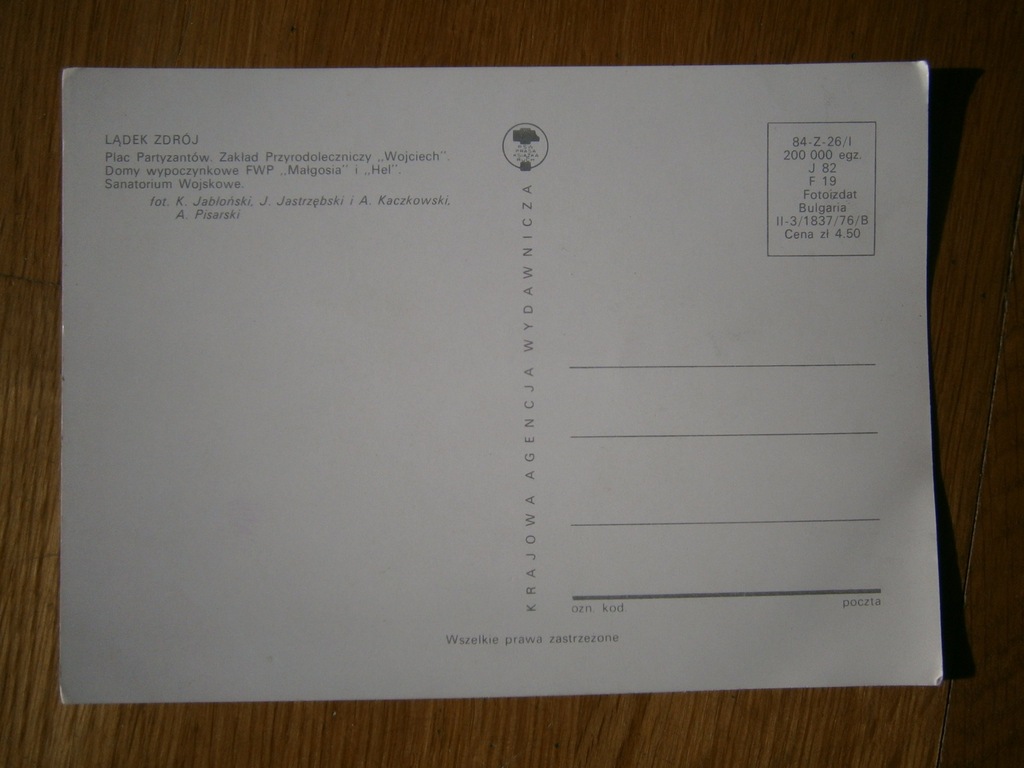 LĄDEK ZDRÓJ
Plac Partyzantów. Zakład Przyrodoleczniczy „Wojciech”.
Domy wypoczynkowe FWP „Małgosia” i „Hel”.
Sanatorium Wojskowe.
fot. K. Jabłoński, J. Jastrzębski i A. Kaczkowski,
A. Pisarski
KRAJOWA AGENCJA WYDAWNICZA
84-Z-26/I
200 000 egz.
J 82
F 19
Fotoizdat
Bulgaria
II-3/1837/76/B
Cena zł 4.50
ozn. kod
poczta
Wszelkie prawa zastrzeżone